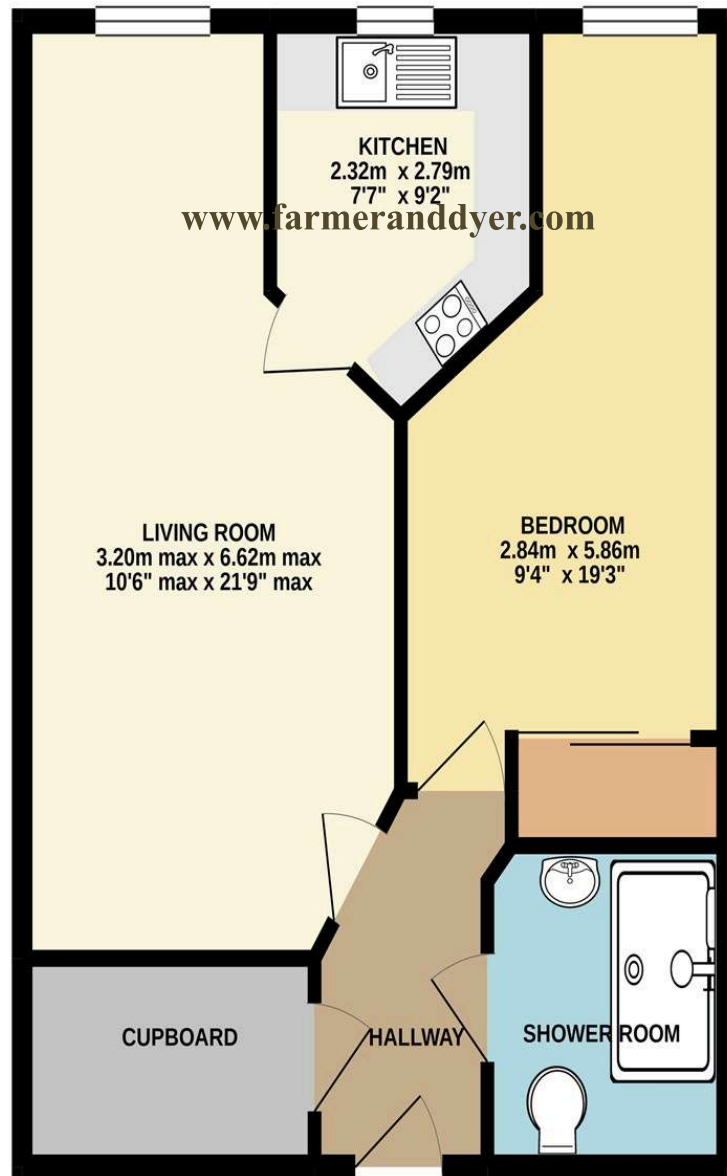 KITCHEN
2.32m x 2.79m
7'7" x 9'2"
www.farmeranddyer.com
LIVING ROOM
3.20m max x 6.62m max
10'6" max x 21'9" max
BEDROOM
2.84m x 5.86m
9'4" x 19'3"
CUPBOARD
HALLWAY
SHOWER ROOM